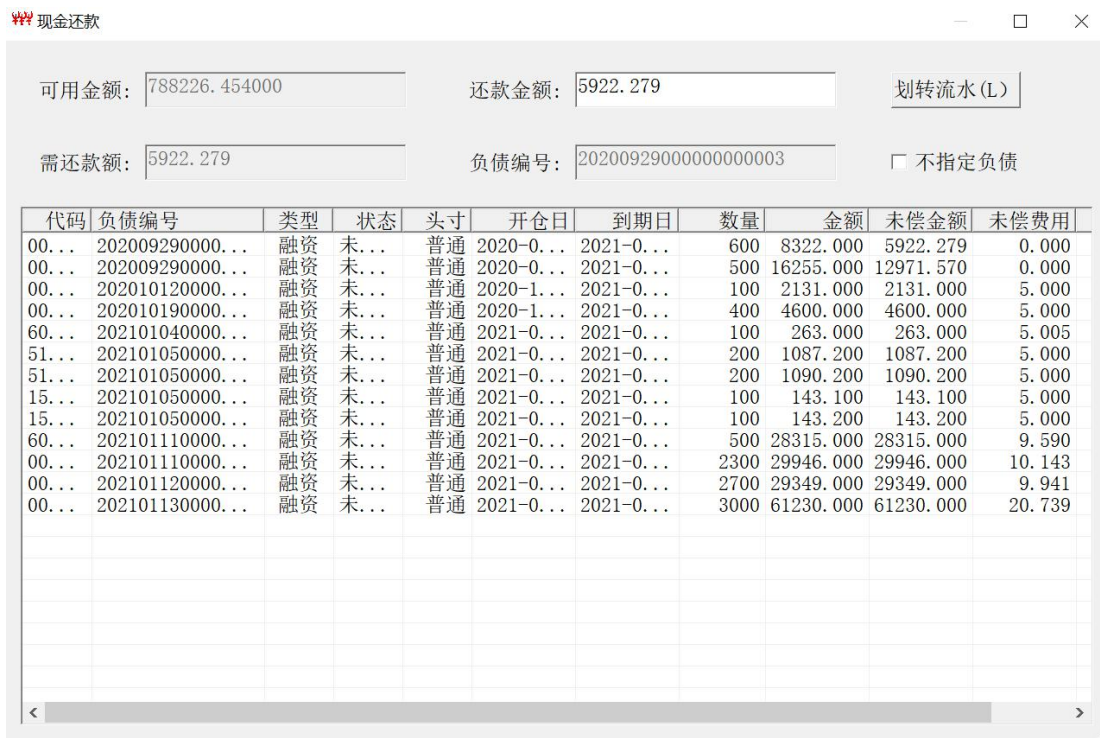 现金还款
可用金额: 788226.454000 还款金额: 5922.279 划转流水(L)
需还款额: 5922.279 负债编号: 20200929000000000003 不指定负债
代码 负债编号 类型 状态 头寸 开仓日 到期日 数量 金额 未偿金额 未偿费用
00... 202009290000... 融资 未... 普通 2020-0... 2021-0... 600 8322.000 5922.279 0.000
00... 202009290000... 融资 未... 普通 2020-0... 2021-0... 500 16255.000 12971.570 0.000
00... 202010120000... 融资 未... 普通 2020-1... 2021-0... 100 2131.000 2131.000 5.000
00... 202010190000... 融资 未... 普通 2020-1... 2021-0... 400 4600.000 4600.000 5.000
60... 202101040000... 融资 未... 普通 2021-0... 2021-0... 100 263.000 263.000 5.005
51... 202101050000... 融资 未... 普通 2021-0... 2021-0... 200 1087.200 1087.200 5.000
51... 202101050000... 融资 未... 普通 2021-0... 2021-0... 200 1090.200 1090.200 5.000
15... 202101050000... 融资 未... 普通 2021-0... 2021-0... 100 143.100 143.100 5.000
15... 202101050000... 融资 未... 普通 2021-0... 2021-0... 100 143.200 143.200 5.000
60... 202101110000... 融资 未... 普通 2021-0... 2021-0... 500 28315.000 28315.000 9.590
00... 202101110000... 融资 未... 普通 2021-0... 2021-0... 2300 29946.000 29946.000 10.143
00... 202101120000... 融资 未... 普通 2021-0... 2021-0... 2700 29349.000 29349.000 9.941
00... 202101130000... 融资 未... 普通 2021-0... 2021-0... 3000 61230.000 61230.000 20.739